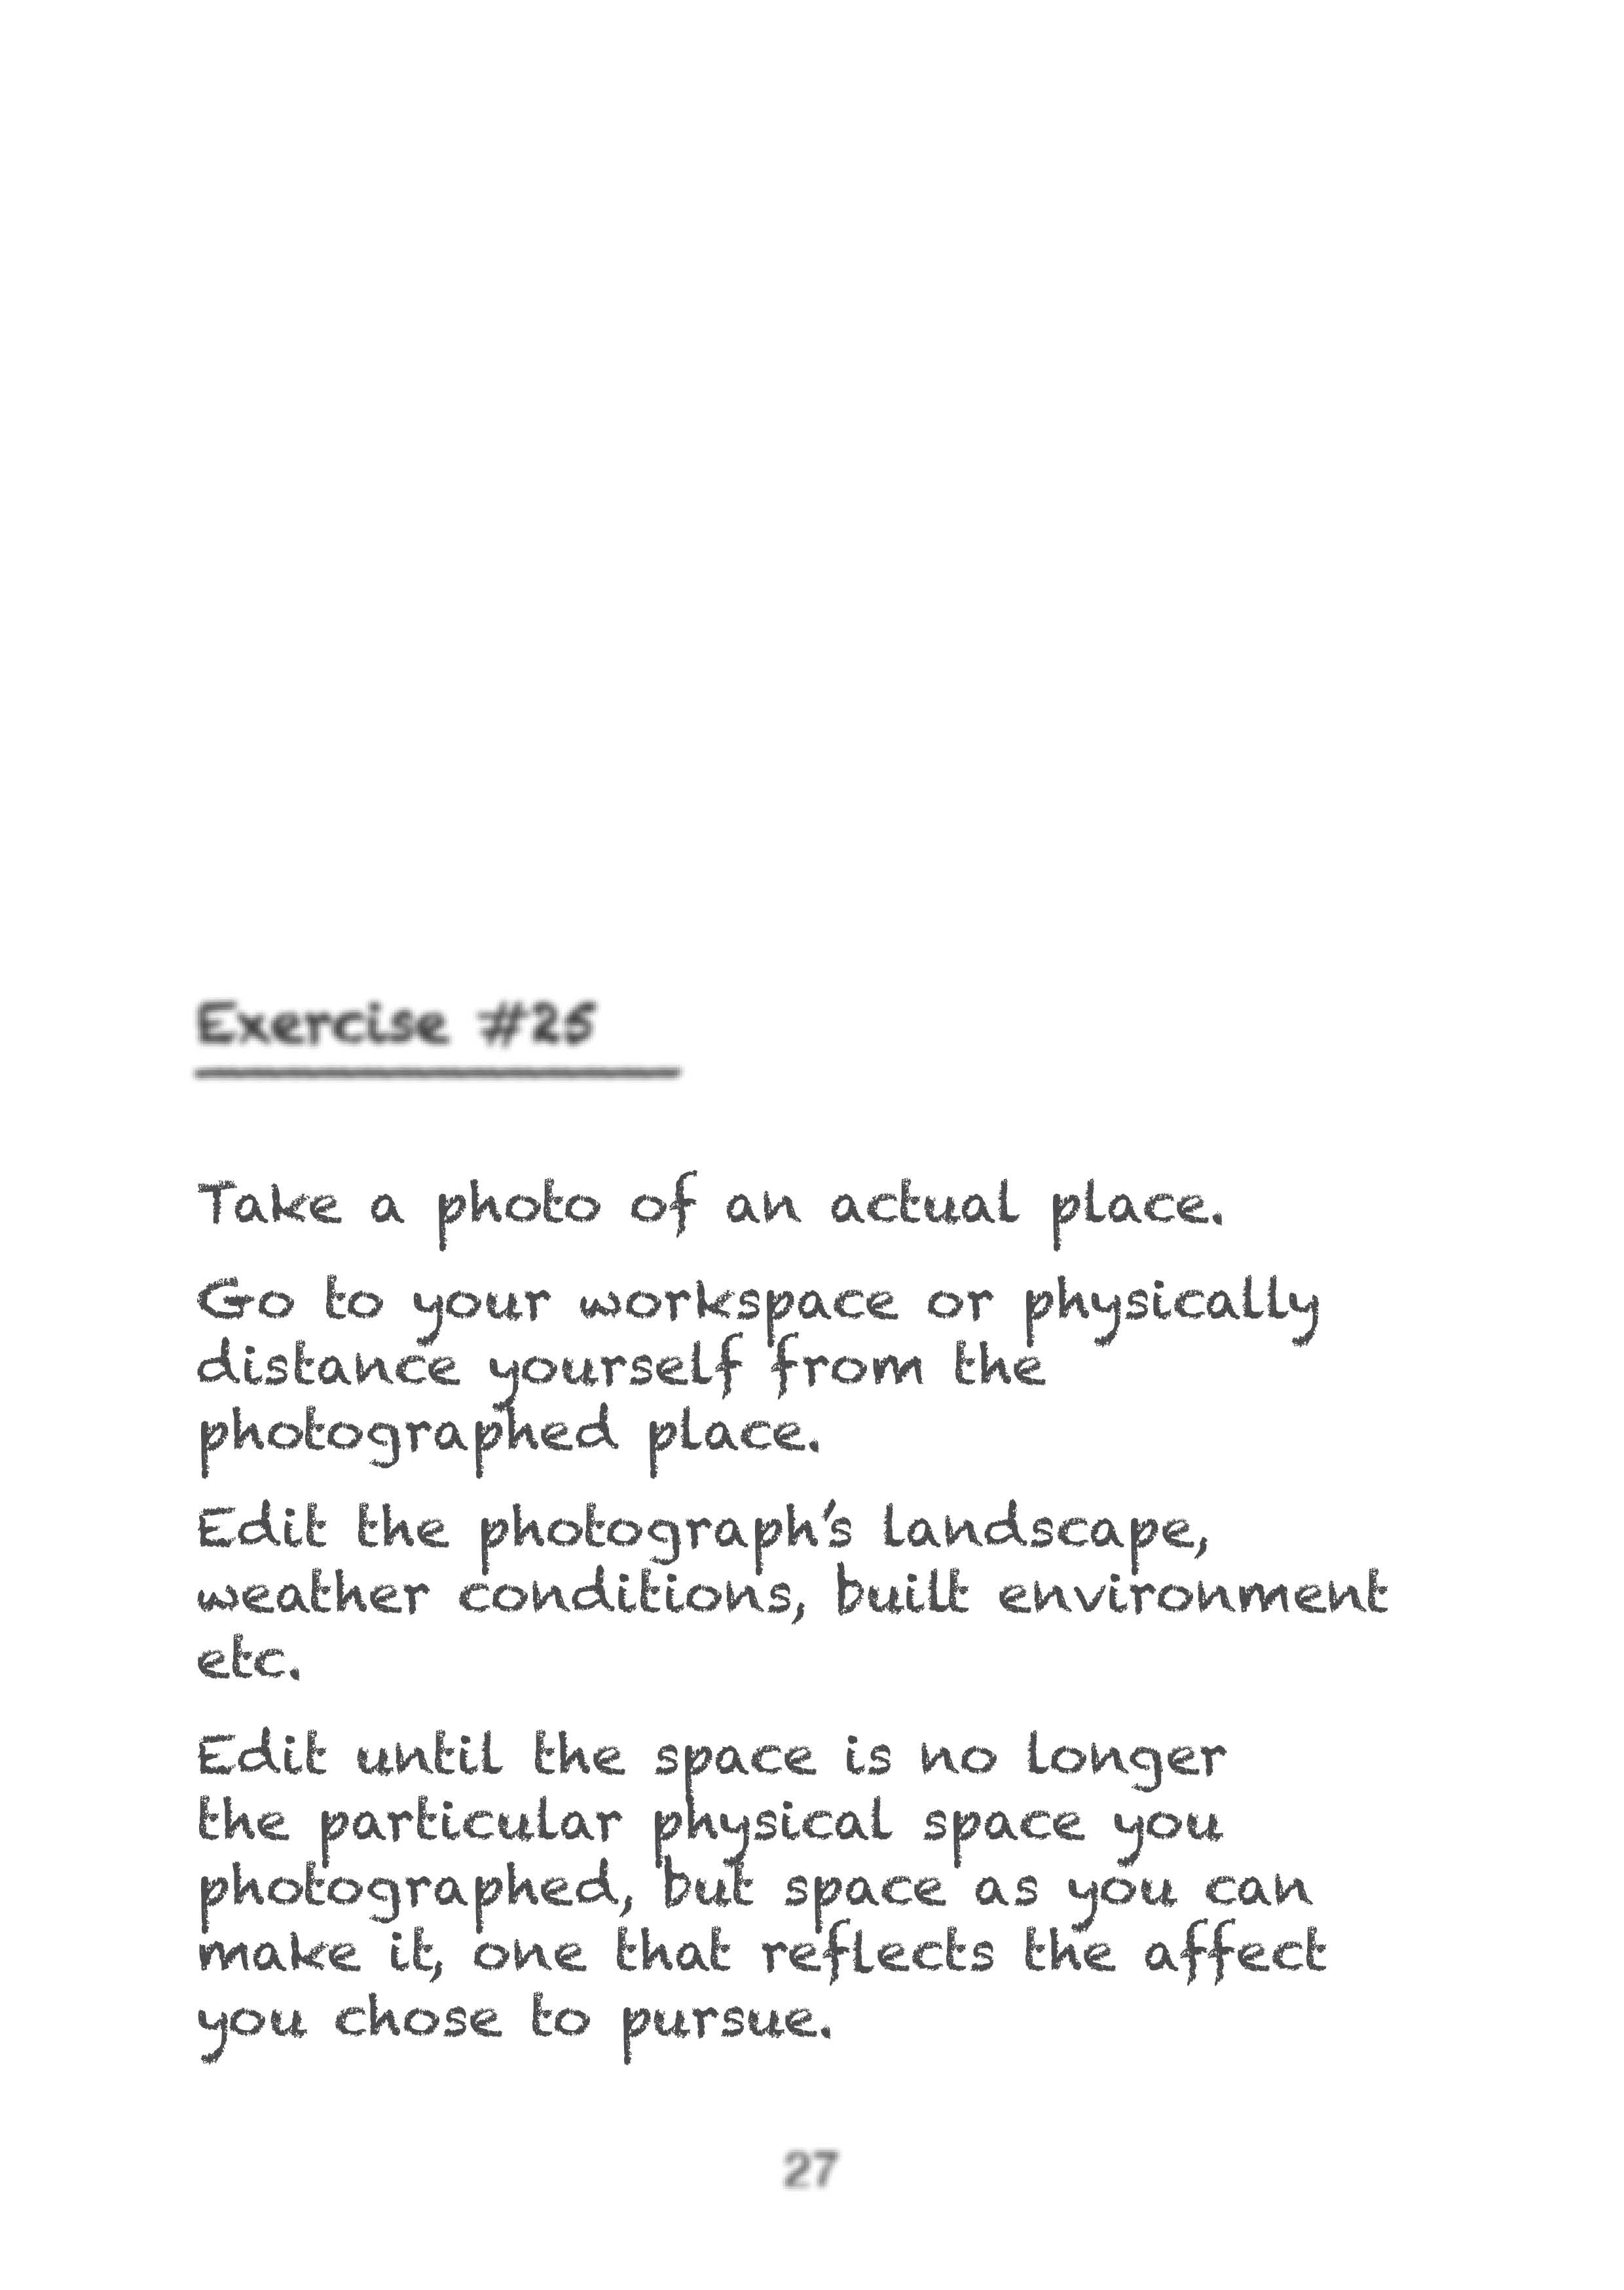 Exercise #25
Take a photo of an actual place.
Go to your workspace or physically
distance yourself from the
photographed place.
Edit the photograph's landscape,
weather conditions, built environment
etc.
Edit until the space is no longer
the particular physical space you
photographed, but space as you can
make it, one that reflects the affect
you chose to pursue.
27